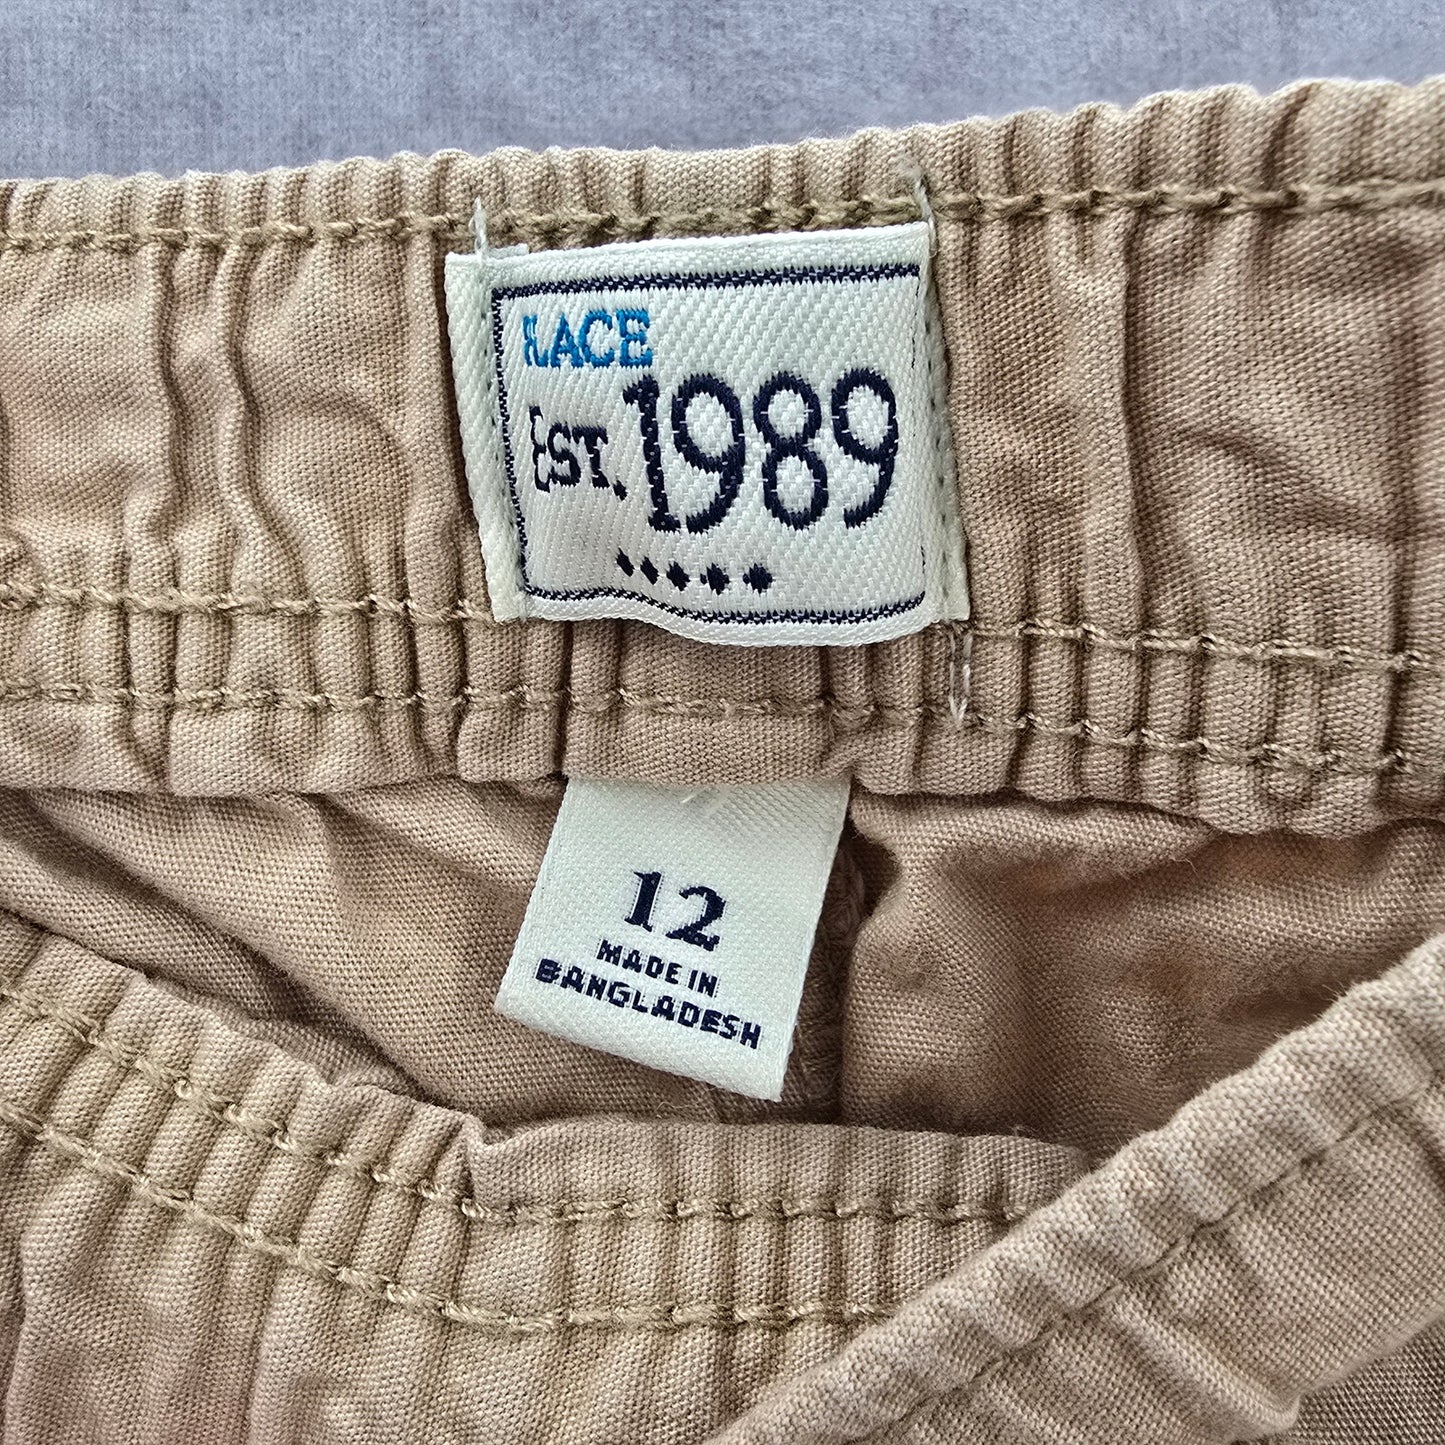 PLACE
EST. 1989
12
MADE IN
BANGLADESH